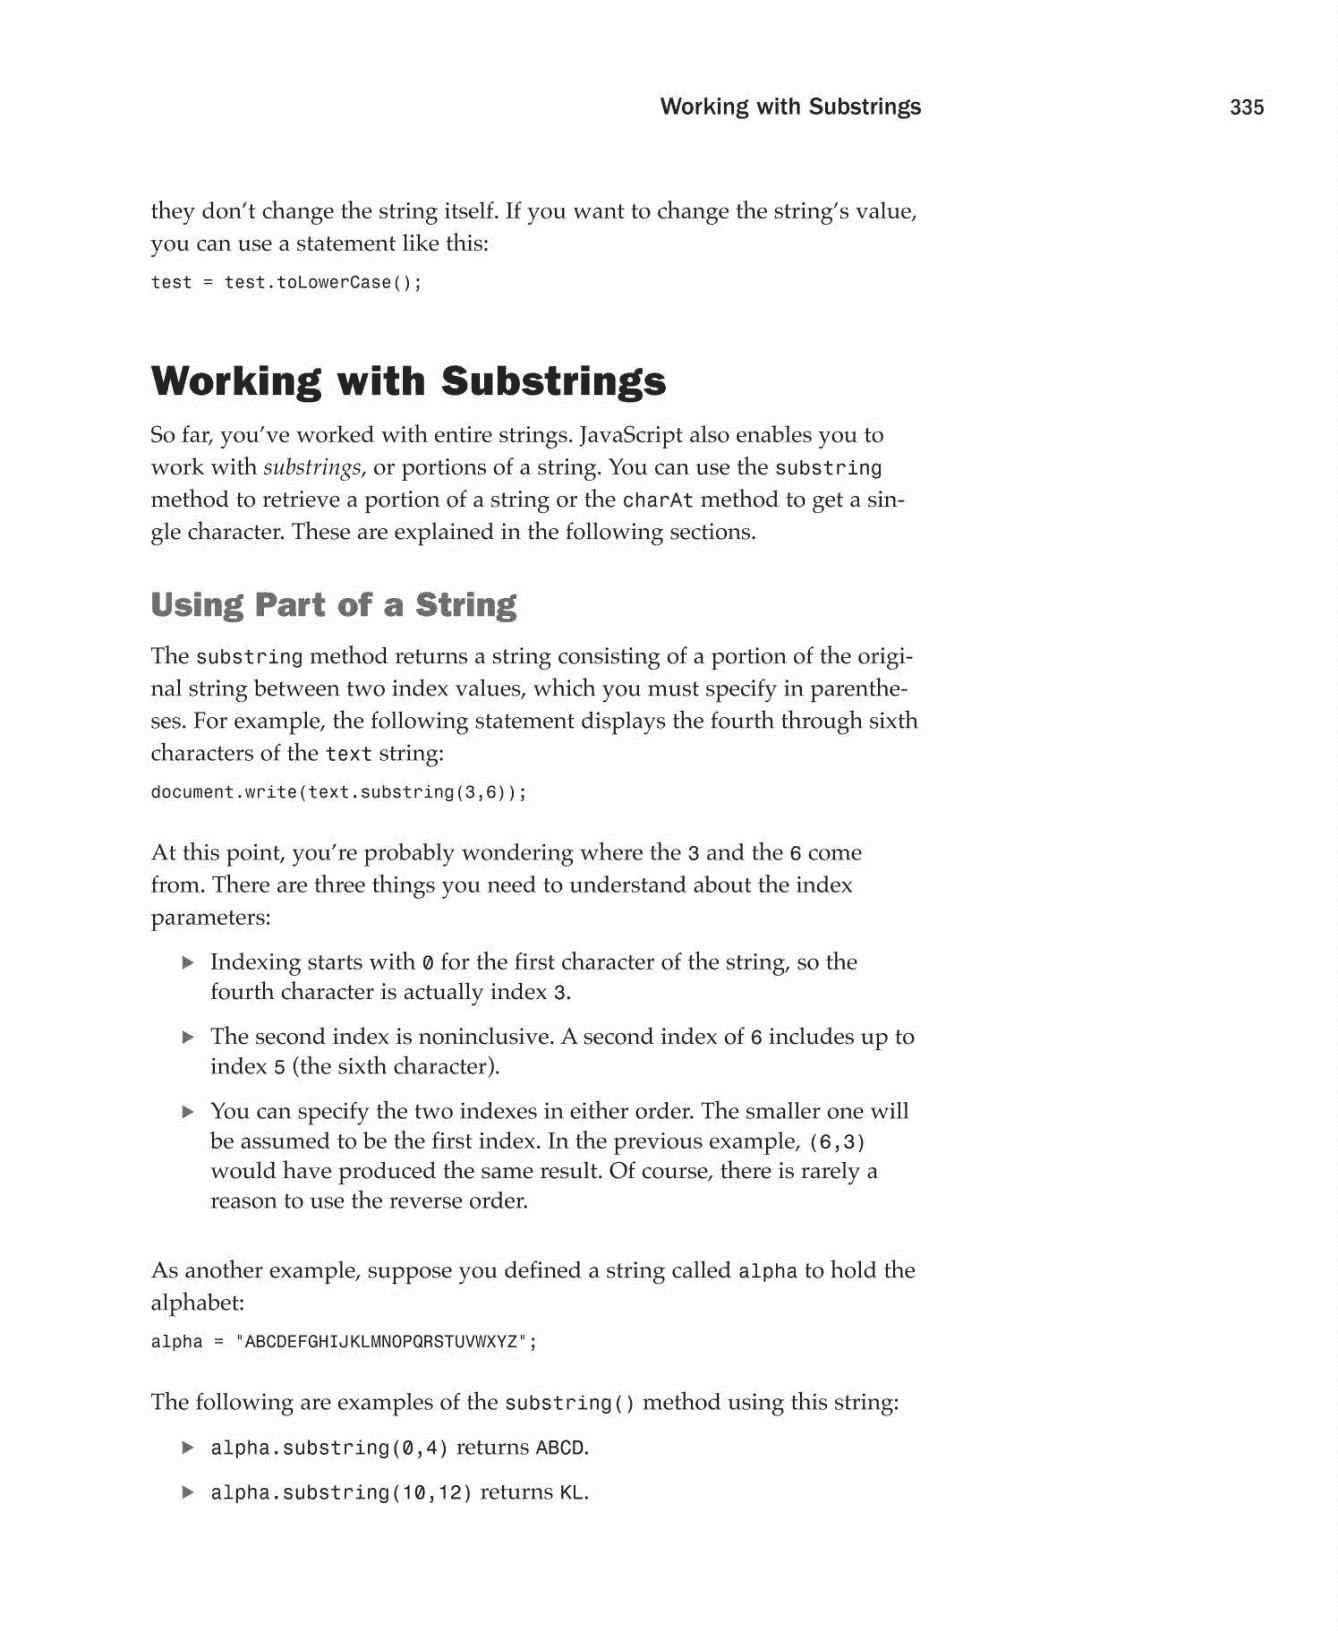 Working with Substrings 335
they don’t change the string itself. If you want to change the string’s value,
you can use a statement like this:
test = test.toLowerCase();
Working with Substrings
So far, you’ve worked with entire strings. JavaScript also enables you to
work with substrings, or portions of a string. You can use the substring
method to retrieve a portion of a string or the charAt method to get a sin-
gle character. These are explained in the following sections.
Using Part of a String
The substring method returns a string consisting of a portion of the origi-
nal string between two index values, which you must specify in parenthe-
ses. For example, the following statement displays the fourth through sixth
characters of the text string:
document.write(text.substring(3,6));
At this point, you’re probably wondering where the 3 and the 6 come
from. There are three things you need to understand about the index
parameters:
▶ Indexing starts with 0 for the first character of the string, so the
fourth character is actually index 3.
▶ The second index is noninclusive. A second index of 6 includes up to
index 5 (the sixth character).
▶ You can specify the two indexes in either order. The smaller one will
be assumed to be the first index. In the previous example, (6,3)
would have produced the same result. Of course, there is rarely a
reason to use the reverse order.
As another example, suppose you defined a string called alpha to hold the
alphabet:
alpha = "ABCDEFGHIJKLMNOPQRSTUVWXYZ";
The following are examples of the substring() method using this string:
▶ alpha.substring(0,4) returns ABCD.
▶ alpha.substring(10,12) returns KL.